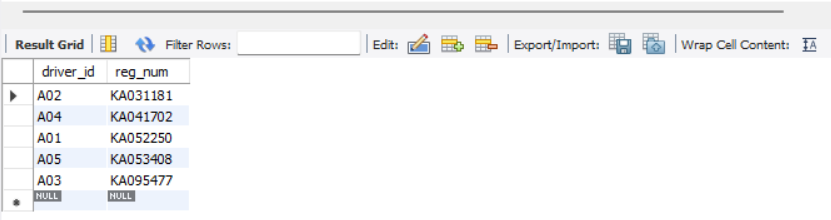 Result Grid Filter Rows: Edit: Export/Import: Wrap Cell Content: IA
driver_id reg_num
A02 KA031181
A04 KA041702
A01 KA052250
A05 KA053408
A03 KA095477
NULL NULL